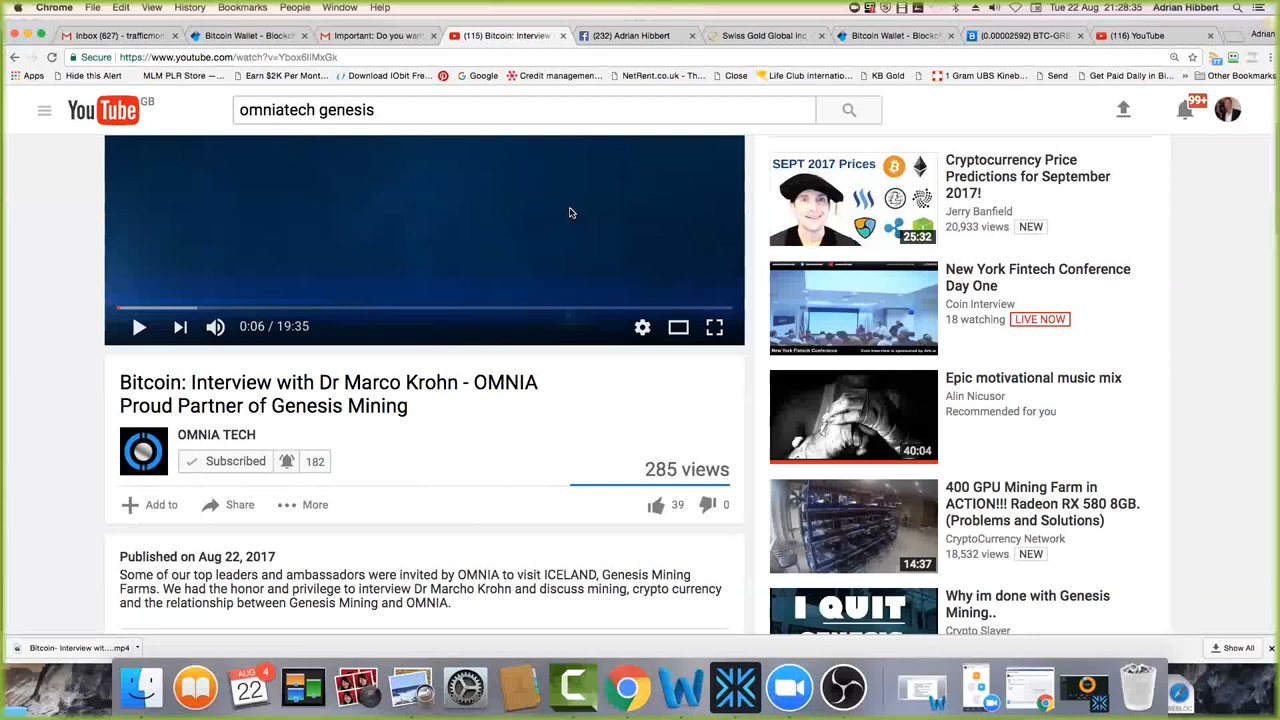 Chrome File Edit View History Bookmarks People Window Help
Tue 22 Aug 21:28:35 Adrian Hibbert
Inbox (627) - trafficmon
Bitcoin Wallet - Blockch
Important: Do you want
(115) Bitcoin: Interview
(232) Adrian Hibbert
Swiss Gold Global Inc
Bitcoin Wallet - Blockch
(0.00002592) BTC-GRS
(116) YouTube
Adrian
Secure https://www.youtube.com/watch?v=Ybox6IIMxGk
Apps
Hide this Alert
MLM PLR Store —...
Earn $2K Per Mont...
Download IObit Fre...
Google
Credit managemen...
NetRent.co.uk - Th...
Close
Life Club internatio...
KB Gold
1 Gram UBS Kineb...
Send
Get Paid Daily in B...
Other Bookmarks
YouTube GB
omniatech genesis
99+
0:06 / 19:35
Bitcoin: Interview with Dr Marco Krohn - OMNIA
Proud Partner of Genesis Mining
OMNIA TECH
Subscribed 182
285 views
Add to Share More
39 0
Published on Aug 22, 2017
Some of our top leaders and ambassadors were invited by OMNIA to visit ICELAND, Genesis Mining
Farms. We had the honor and privilege to interview Dr Marcho Krohn and discuss mining, crypto currency
and the relationship between Genesis Mining and OMNIA.
SEPT 2017 Prices
25:32
Cryptocurrency Price
Predictions for September
2017!
Jerry Banfield
20,933 views NEW
New York Fintech Conference
New York Fintech Conference
Day One
Coin Interview
18 watching LIVE NOW
40:04
Epic motivational music mix
Alin Nicusor
Recommended for you
14:37
400 GPU Mining Farm in
ACTION!!! Radeon RX 580 8GB.
(Problems and Solutions)
CryptoCurrency Network
18,532 views NEW
I QUIT
Why im done with Genesis
Mining..
Crypto Slayer
Bitcoin- Interview wit....mp4
Show All
AUG
22
4